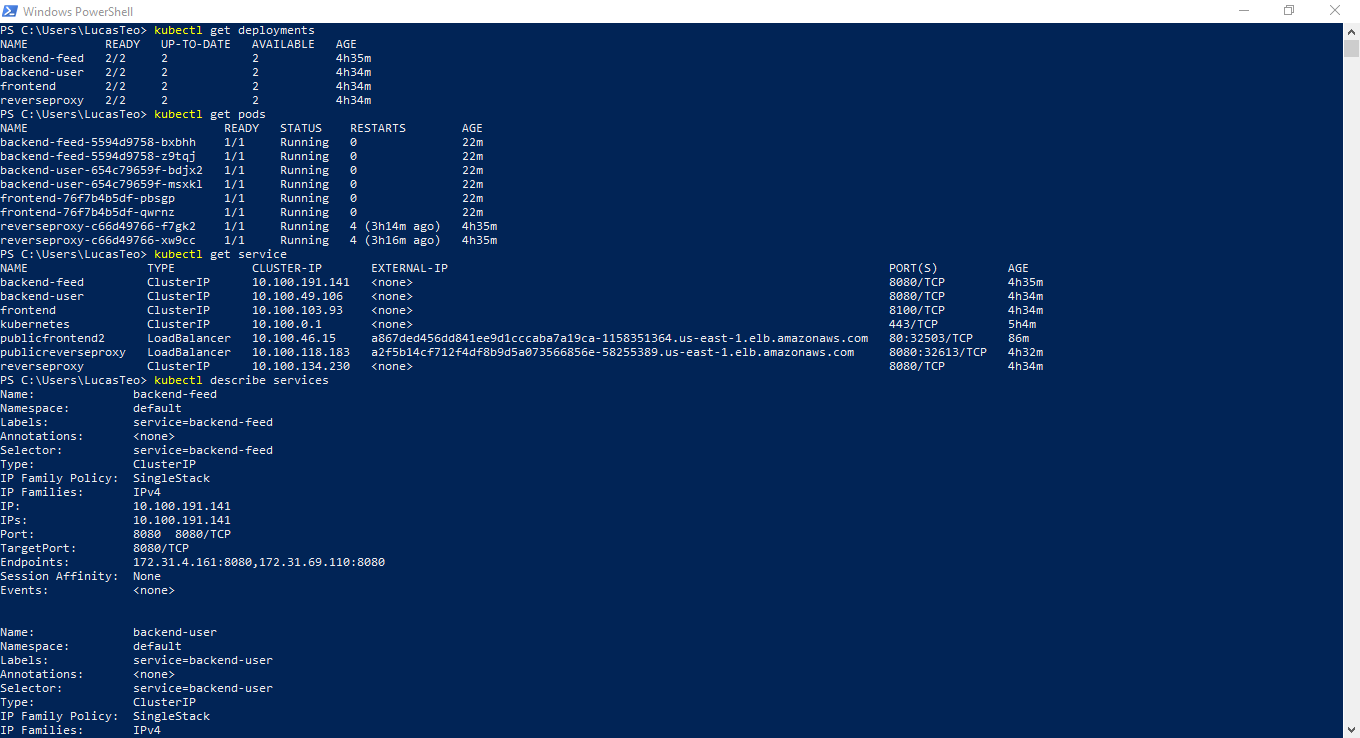 Windows PowerShell
PS C:\Users\LucasTeo> kubectl get deployments
NAME           READY   UP-TO-DATE   AVAILABLE   AGE
backend-feed   2/2     2            2           4h35m
backend-user   2/2     2            2           4h34m
frontend       2/2     2            2           4h34m
reverseproxy   2/2     2            2           4h34m
PS C:\Users\LucasTeo> kubectl get pods
NAME                            READY   STATUS    RESTARTS        AGE
backend-feed-5594d9758-bxbhh    1/1     Running   0               22m
backend-feed-5594d9758-z9tqj    1/1     Running   0               22m
backend-user-654c79659f-bdjx2   1/1     Running   0               22m
backend-user-654c79659f-msxkl   1/1     Running   0               22m
frontend-76f7b4b5df-pbsgp       1/1     Running   0               22m
frontend-76f7b4b5df-qwrnz       1/1     Running   0               22m
reverseproxy-c66d49766-f7gk2    1/1     Running   4 (3h14m ago)   4h35m
reverseproxy-c66d49766-xw9cc    1/1     Running   4 (3h16m ago)   4h35m
PS C:\Users\LucasTeo> kubectl get service
NAME                 TYPE           CLUSTER-IP       EXTERNAL-IP                                                              PORT(S)          AGE
backend-feed         ClusterIP      10.100.191.141   <none>                                                                   8080/TCP         4h35m
backend-user         ClusterIP      10.100.49.106    <none>                                                                   8080/TCP         4h34m
frontend             ClusterIP      10.100.103.93    <none>                                                                   8100/TCP         4h34m
kubernetes           ClusterIP      10.100.0.1       <none>                                                                   443/TCP          5h4m
publicfrontend2      LoadBalancer   10.100.46.15     a867ded456dd841ee9d1cccaba7a19ca-1158351364.us-east-1.elb.amazonaws.com   80:32503/TCP     86m
publicreverseproxy   LoadBalancer   10.100.118.183   a2f5b14cf712f4df8b9d5a073566856e-58255389.us-east-1.elb.amazonaws.com     8080:32613/TCP   4h32m
reverseproxy         ClusterIP      10.100.134.230   <none>                                                                   8080/TCP         4h34m
PS C:\Users\LucasTeo> kubectl describe services
Name:              backend-feed
Namespace:         default
Labels:            service=backend-feed
Annotations:       <none>
Selector:          service=backend-feed
Type:              ClusterIP
IP Family Policy:  SingleStack
IP Families:       IPv4
IP:                10.100.191.141
IPs:               10.100.191.141
Port:              8080  8080/TCP
TargetPort:        8080/TCP
Endpoints:         172.31.4.161:8080,172.31.69.110:8080
Session Affinity:  None
Events:            <none>
Name:              backend-user
Namespace:         default
Labels:            service=backend-user
Annotations:       <none>
Selector:          service=backend-user
Type:              ClusterIP
IP Family Policy:  SingleStack
IP Families:       IPv4